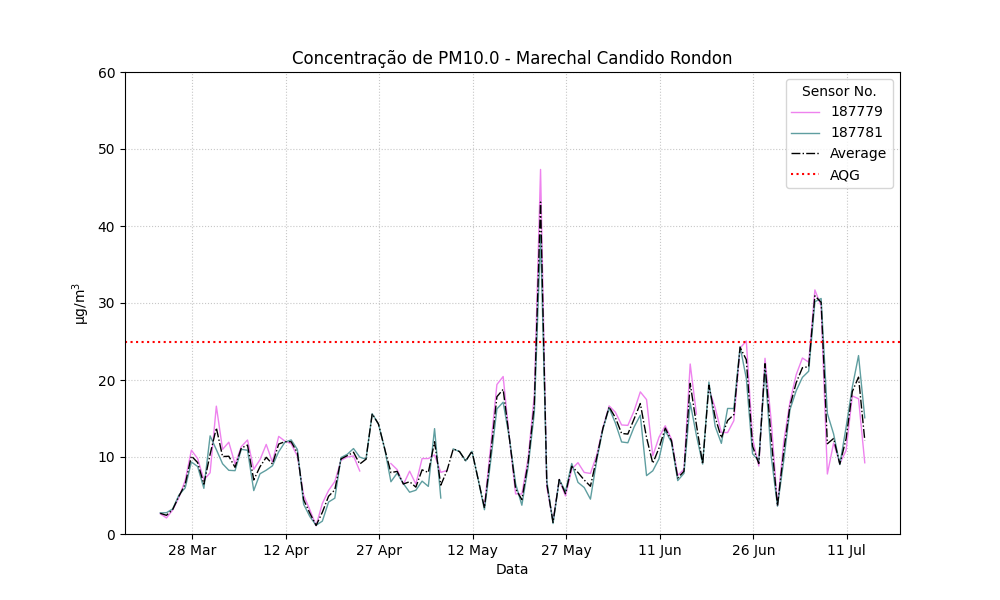 Concentração de PM10.0 - Marechal Candido Rondon
60
50
40
30
20
10
0
µg/m³
Sensor No.
187779
187781
Average
AQG
28 Mar
12 Apr
27 Apr
12 May
27 May
11 Jun
26 Jun
11 Jul
Data